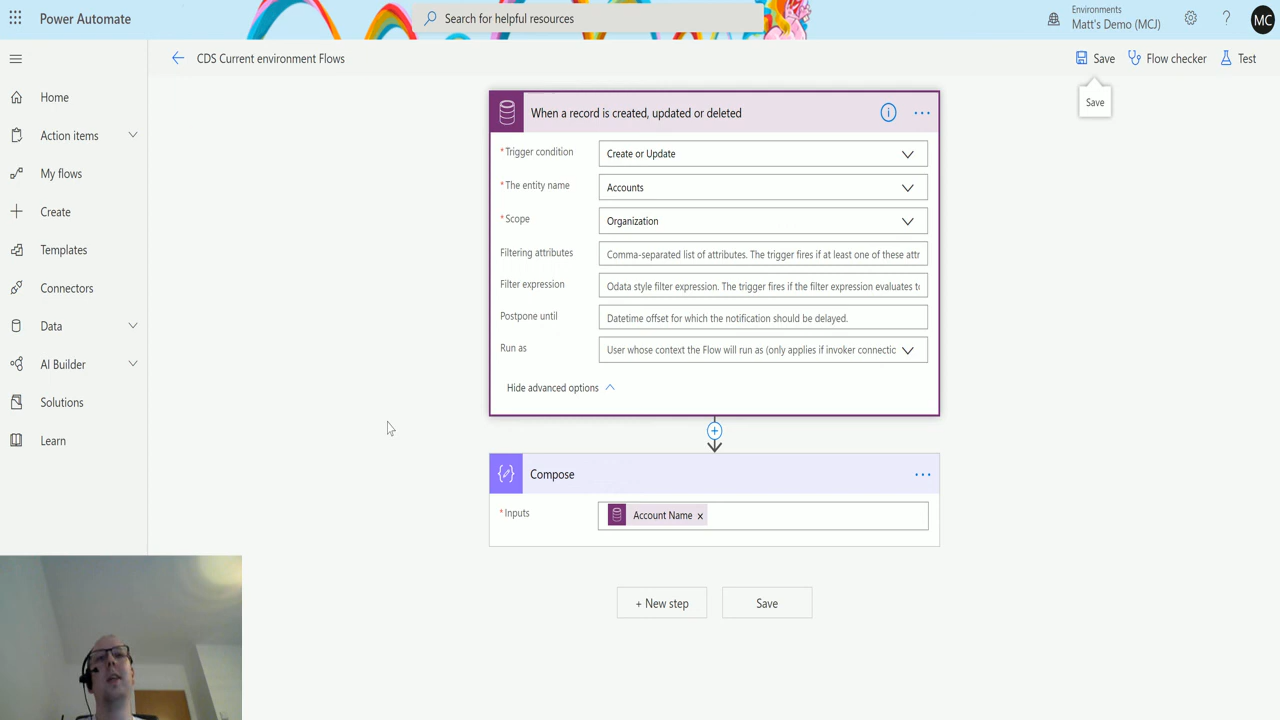 Power Automate
Search for helpful resources
Environments
Matt's Demo (MCJ)
?
MC
CDS Current environment Flows
Save
Flow checker
Test
Save
Home
Action items
My flows
Create
Templates
Connectors
Data
AI Builder
Solutions
Learn
When a record is created, updated or deleted
* Trigger condition
Create or Update
* The entity name
Accounts
* Scope
Organization
Filtering attributes
Comma-separated list of attributes. The trigger fires if at least one of these attr
Filter expression
Odata style filter expression. The trigger fires if the filter expression evaluates t
Postpone until
Datetime offset for which the notification should be delayed.
Run as
User whose context the Flow will run as (only applies if invoker connectic
Hide advanced options
Compose
* Inputs
Account Name ×
+ New step
Save